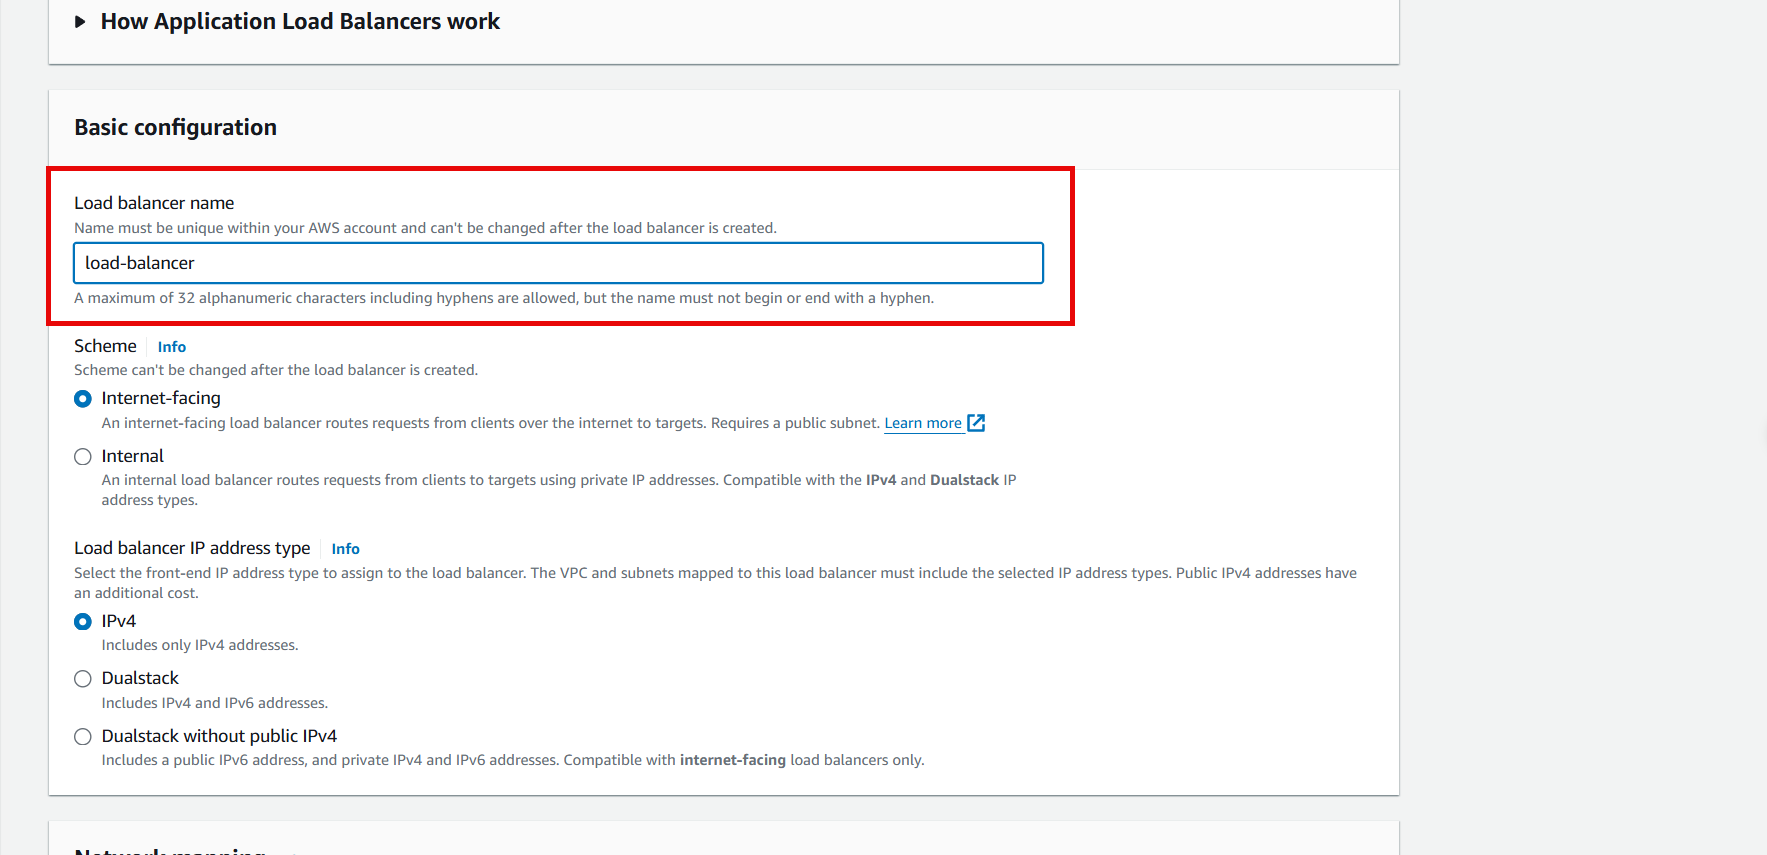 How Application Load Balancers work
Basic configuration
Load balancer name
Name must be unique within your AWS account and can't be changed after the load balancer is created.
load-balancer
A maximum of 32 alphanumeric characters including hyphens are allowed, but the name must not begin or end with a hyphen.
Scheme Info
Scheme can't be changed after the load balancer is created.
Internet-facing
An internet-facing load balancer routes requests from clients over the internet to targets. Requires a public subnet. Learn more
Internal
An internal load balancer routes requests from clients to targets using private IP addresses. Compatible with the IPv4 and Dualstack IP
address types.
Load balancer IP address type Info
Select the front-end IP address type to assign to the load balancer. The VPC and subnets mapped to this load balancer must include the selected IP address types. Public IPv4 addresses have
an additional cost.
IPv4
Includes only IPv4 addresses.
Dualstack
Includes IPv4 and IPv6 addresses.
Dualstack without public IPv4
Includes a public IPv6 address, and private IPv4 and IPv6 addresses. Compatible with internet-facing load balancers only.
Network mapping